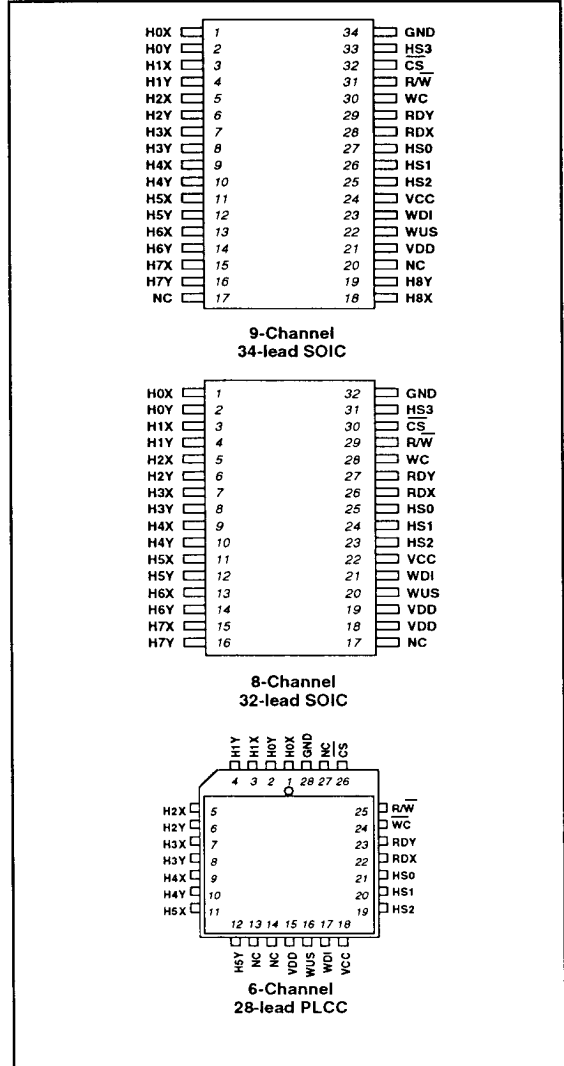 H0X 1 34 GND
H0Y 2 33 HS3
H1X 3 32 C̅S̅
H1Y 4 31 R/W̅
H2X 5 30 WC
H2Y 6 29 RDY
H3X 7 28 RDX
H3Y 8 27 HS0
H4X 9 26 HS1
H4Y 10 25 HS2
H5X 11 24 VCC
H5Y 12 23 WDI
H6X 13 22 WUS
H6Y 14 21 VDD
H7X 15 20 NC
H7Y 16 19 H8Y
NC 17 18 H8X
9-Channel
34-lead SOIC
H0X 1 32 GND
H0Y 2 31 HS3
H1X 3 30 C̅S̅
H1Y 4 29 R/W̅
H2X 5 28 WC
H2Y 6 27 RDY
H3X 7 26 RDX
H3Y 8 25 HS0
H4X 9 24 HS1
H4Y 10 23 HS2
H5X 11 22 VCC
H5Y 12 21 WDI
H6X 13 20 WUS
H6Y 14 19 VDD
H7X 15 18 VDD
H7Y 16 17 NC
8-Channel
32-lead SOIC
H1Y H1X H0Y H0X GND NC C̅S̅
4 3 2 1 28 27 26
H2X 5 25 R/W̅
H2Y 6 24 W̅C̅
H3X 7 23 RDY
H3Y 8 22 RDX
H4X 9 21 HS0
H4Y 10 20 HS1
H5X 11 19 HS2
12 13 14 15 16 17 18
H5Y NC NC VDD WUS WDI VCC
6-Channel
28-lead PLCC